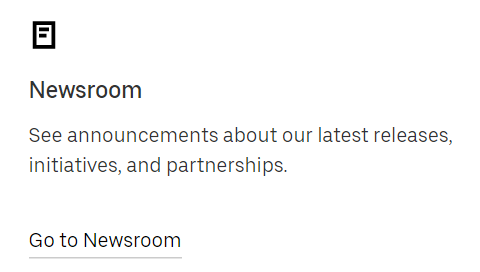 Newsroom
See announcements about our latest releases,
initiatives, and partnerships.
Go to Newsroom